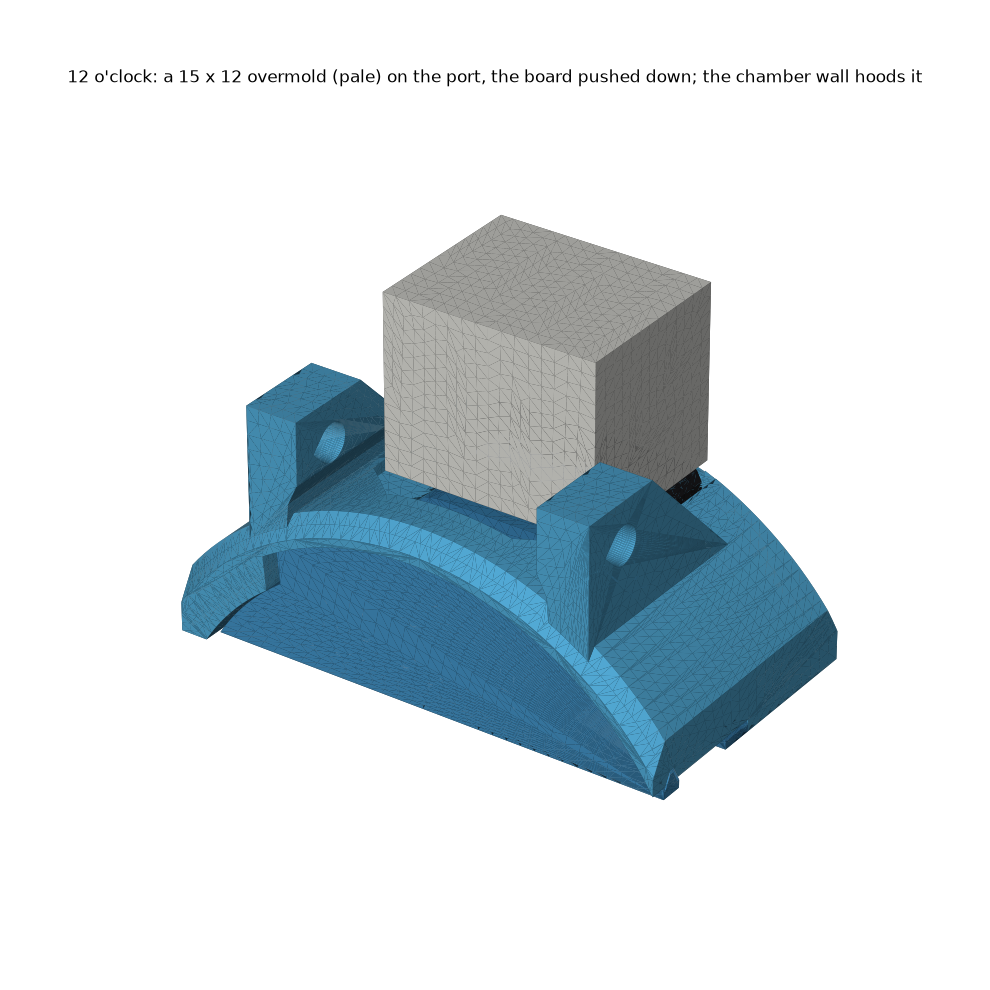 12 o'clock: a 15 x 12 overmold (pale) on the port, the board pushed down; the chamber wall hoods it